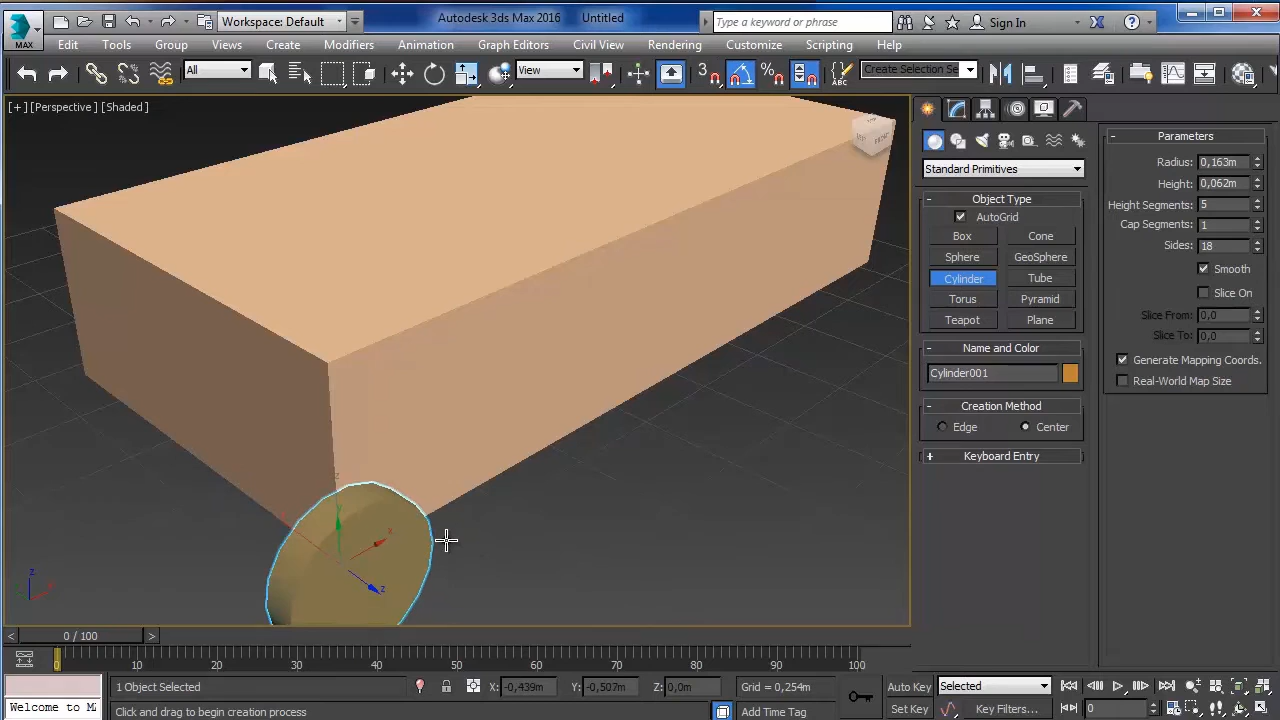 MAX
Workspace: Default
Autodesk 3ds Max 2016 Untitled
Type a keyword or phrase
Sign In
Edit Tools Group Views Create Modifiers Animation Graph Editors Civil View Rendering Customize Scripting Help
All
View
3
%
ABC
Create Selection Se
[+][Perspective][Shaded]
FRONT
z
y
x
z
z
Standard Primitives
- Object Type
AutoGrid
Box Cone
Sphere GeoSphere
Cylinder Tube
Torus Pyramid
Teapot Plane
- Name and Color
Cylinder001
- Creation Method
Edge Center
+ Keyboard Entry
- Parameters
Radius: 0,163m
Height: 0,062m
Height Segments: 5
Cap Segments: 1
Sides: 18
Smooth
Slice On
Slice From: 0,0
Slice To: 0,0
Generate Mapping Coords.
Real-World Map Size
< 0 / 100 >
0 10 20 30 40 50 60 70 80 90 100
1 Object Selected
X: -0,439m Y: -0,507m Z: 0,0m
Grid = 0,254m
Auto Key
Selected
Welcome to Ma
Click and drag to begin creation process
Add Time Tag
Set Key
Key Filters...
0